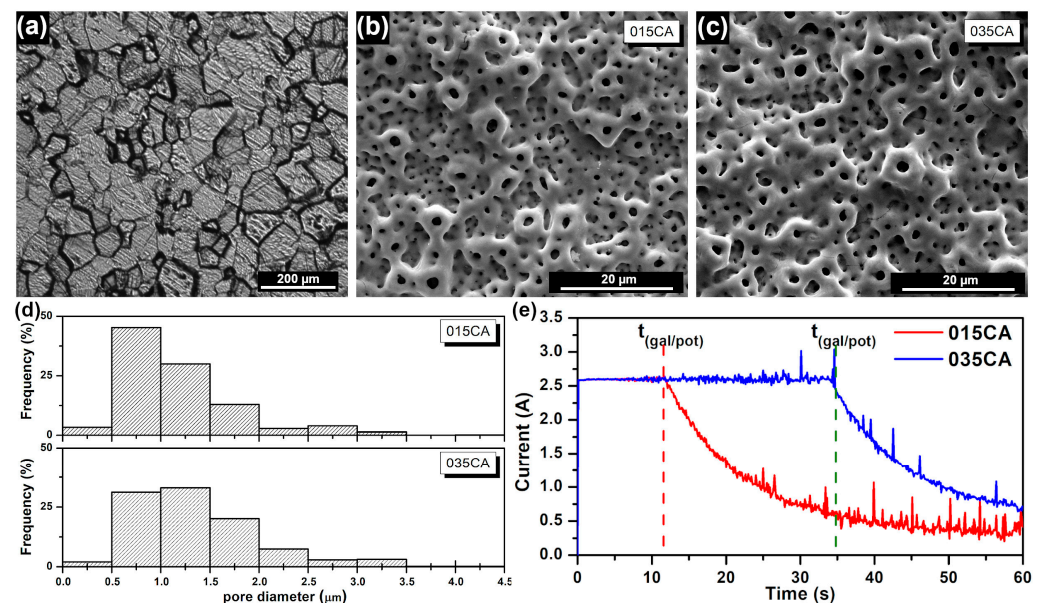 (a)
200 µm
(b)
015CA
20 µm
(c)
035CA
20 µm
(d)
50
25
0
Frequency (%)
015CA
50
25
0
Frequency (%)
035CA
0.0 0.5 1.0 1.5 2.0 2.5 3.0 3.5 4.0 4.5
pore diameter (µm)
(e)
3.5
3.0
2.5
2.0
1.5
1.0
0.5
0.0
Current (A)
t(gal/pot)
t(gal/pot)
015CA
035CA
0 10 20 30 40 50 60
Time (s)